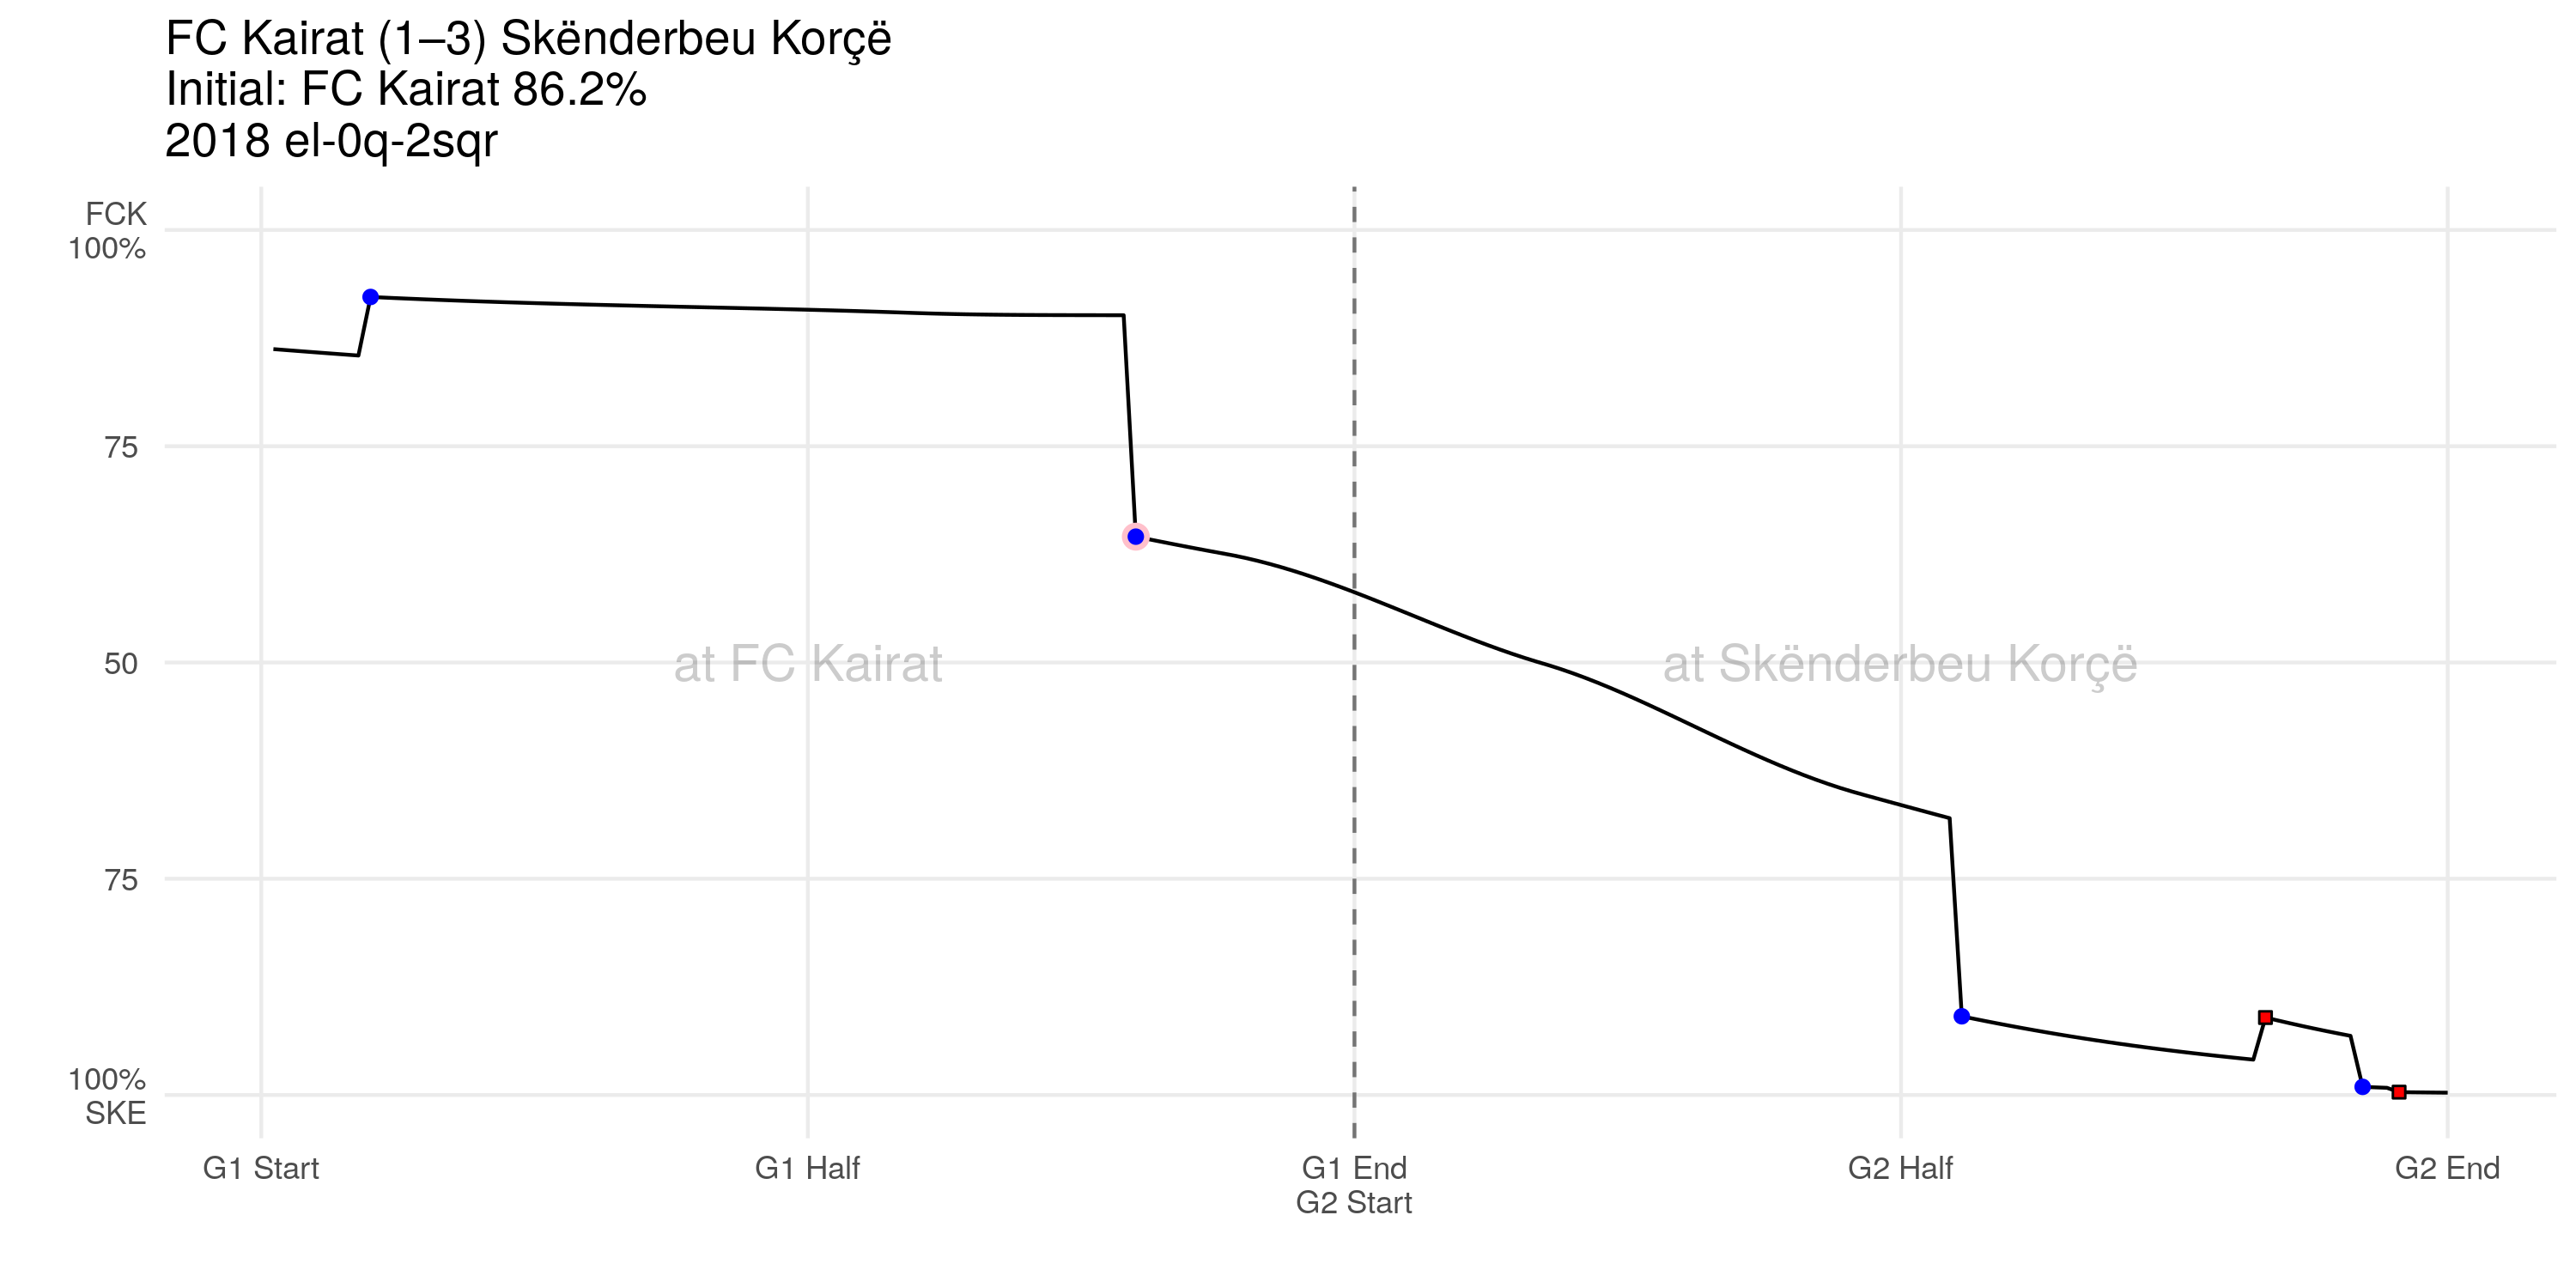 FC Kairat (1–3) Skënderbeu Korçë
Initial: FC Kairat 86.2%
2018 el-0q-2sqr
FCK
100%
75
50
75
100%
SKE
at FC Kairat
at Skënderbeu Korçë
G1 Start
G1 Half
G1 End
G2 Start
G2 Half
G2 End